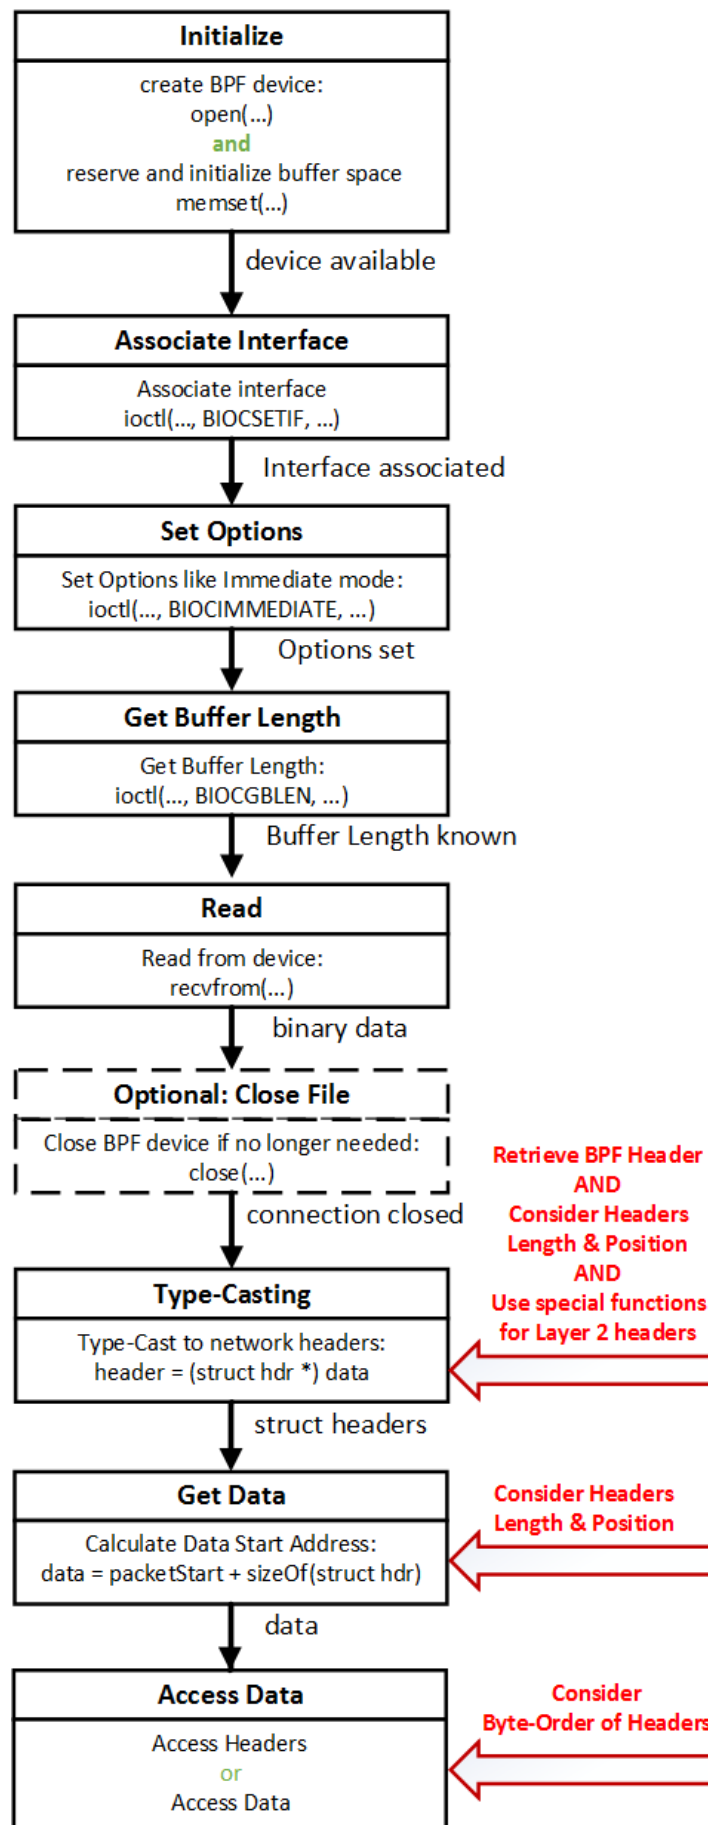 Initialize
create BPF device:
open(...)
and
reserve and initialize buffer space
memset(...)
device available
Associate Interface
Associate interface
ioctl(..., BIOCSETIF, ...)
Interface associated
Set Options
Set Options like Immediate mode:
ioctl(..., BIOCIMMEDIATE, ...)
Options set
Get Buffer Length
Get Buffer Length:
ioctl(..., BIOCGBLEN, ...)
Buffer Length known
Read
Read from device:
recvfrom(...)
binary data
Optional: Close File
Close BPF device if no longer needed:
close(...)
connection closed
Retrieve BPF Header
AND
Consider Headers
Length & Position
AND
Use special functions
for Layer 2 headers
Type-Casting
Type-Cast to network headers:
header = (struct hdr *) data
struct headers
Get Data
Calculate Data Start Address:
data = packetStart + sizeOf(struct hdr)
Consider Headers
Length & Position
data
Access Data
Access Headers
or
Access Data
Consider
Byte-Order of Headers